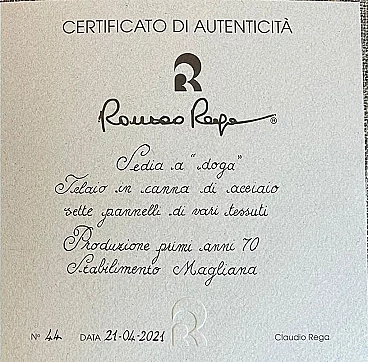 CERTIFICATO DI AUTENTICITÀ
Romeo Rega ®
Sedia a "doga"
Telaio in canna di acciaio
sette pannelli di vari tessuti
Produzione primi anni 70
Stabilimento Magliana
N° 44 DATA 21-04-2021 Claudio Rega